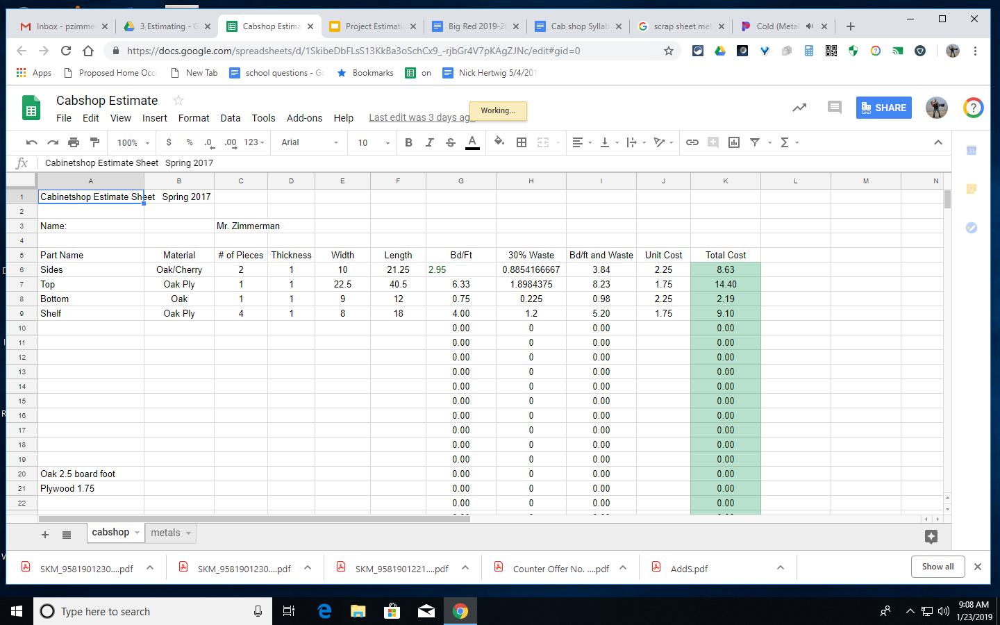 Inbox - pzimme
3 Estimating - G
Cabshop Estima
Project Estimati
Big Red 2019-2
Cab shop Syllab
scrap sheet met
Cold (Metal
https://docs.google.com/spreadsheets/d/1SkibeDbFLsS13KkBa3oSchCx9_-rjbGr4V7pKAgZJNc/edit#gid=0
Apps Proposed Home Occ New Tab school questions - Go Bookmarks on Nick Hertwig 5/4/201
Cabshop Estimate
Working...
SHARE
File Edit View Insert Format Data Tools Add-ons Help Last edit was 3 days ag
100% $ % .0 .00 123 Arial 10 B I S A
fx Cabinetshop Estimate Sheet Spring 2017
A B C D E F G H I J K L M N
1 Cabinetshop Estimate Sheet Spring 2017
2
3 Name: Mr. Zimmerman
4
5 Part Name Material # of Pieces Thickness Width Length Bd/Ft 30% Waste Bd/ft and Waste Unit Cost Total Cost
6 Sides Oak/Cherry 2 1 10 21.25 2.95 0.8854166667 3.84 2.25 8.63
7 Top Oak Ply 1 1 22.5 40.5 6.33 1.8984375 8.23 1.75 14.40
8 Bottom Oak 1 1 9 12 0.75 0.225 0.98 2.25 2.19
9 Shelf Oak Ply 4 1 8 18 4.00 1.2 5.20 1.75 9.10
10 0.00 0 0.00 0.00
11 0.00 0 0.00 0.00
12 0.00 0 0.00 0.00
13 0.00 0 0.00 0.00
14 0.00 0 0.00 0.00
15 0.00 0 0.00 0.00
16 0.00 0 0.00 0.00
17 0.00 0 0.00 0.00
18 0.00 0 0.00 0.00
19 0.00 0 0.00 0.00
20 Oak 2.5 board foot 0.00 0 0.00 0.00
21 Plywood 1.75 0.00 0 0.00 0.00
22 0.00 0 0.00 0.00
cabshop metals
SKM_9581901230....pdf SKM_9581901230....pdf SKM_9581901221....pdf Counter Offer No. ....pdf AddS.pdf Show all
Type here to search
9:08 AM
1/23/2019